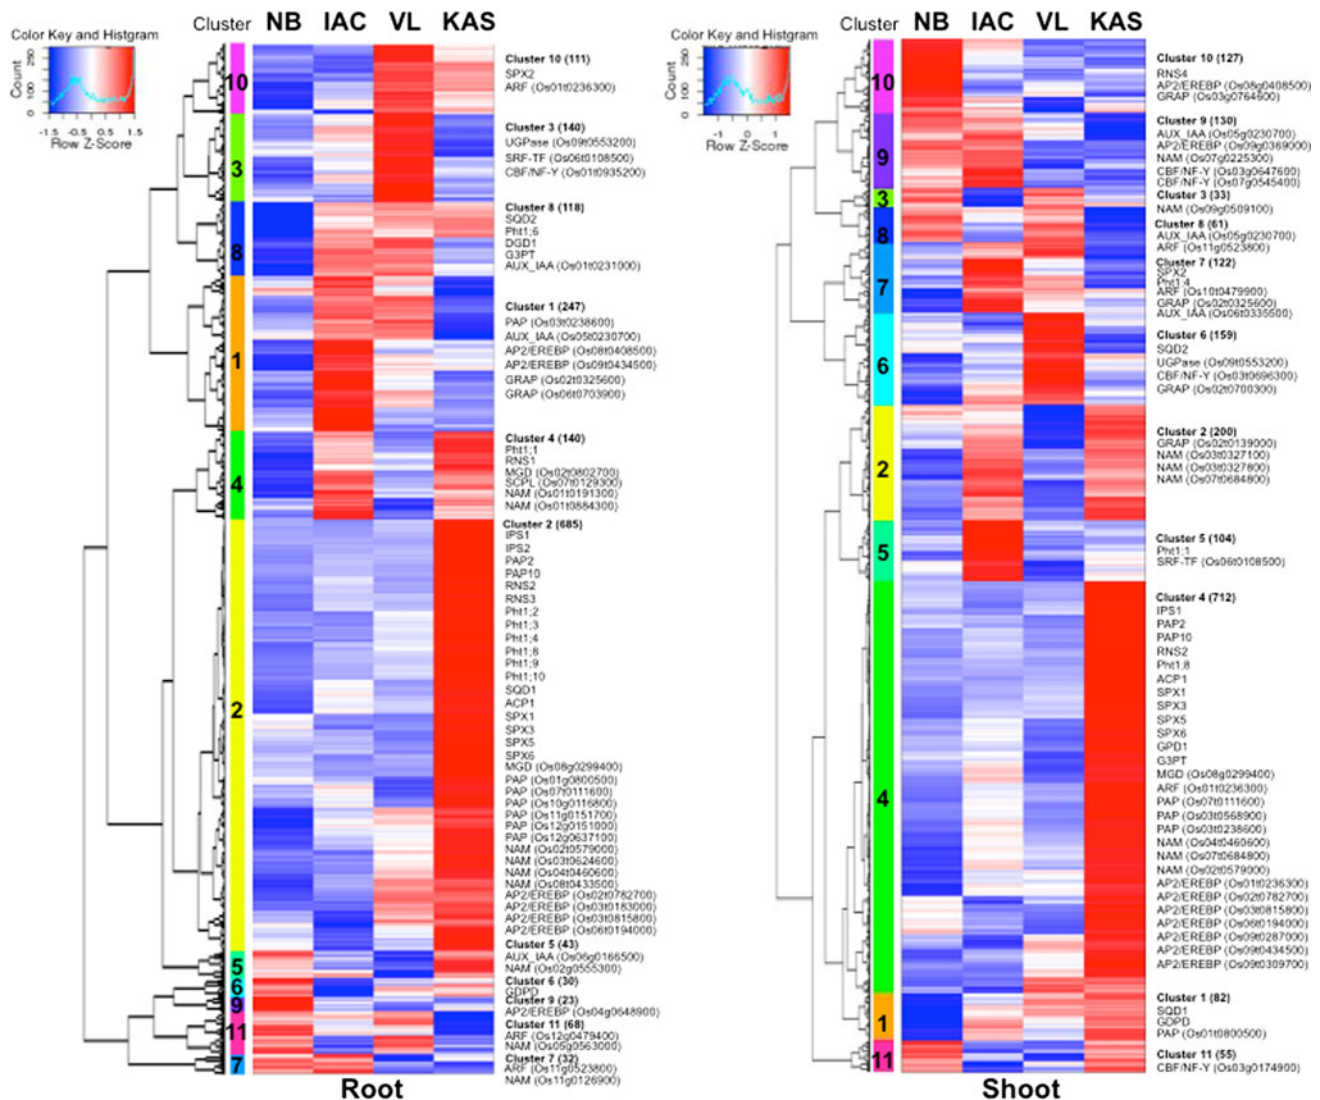 Cluster NB IAC VL KAS
Color Key and Histgram
Count
0 100 250
-1.5 -0.5 0.5 1.5
Row Z-Score
10
3
8
1
4
2
5
6
9
11
7
Cluster 10 (111)
SPX2
ARF (Os01t0236300)
Cluster 3 (140)
UGPase (Os09t0553200)
SRF-TF (Os06t0108500)
CBF/NF-Y (Os01t0935200)
Cluster 8 (118)
SQD2
Pht1;6
DGD1
G3PT
AUX_IAA (Os01t0231000)
Cluster 1 (247)
PAP (Os03t0238600)
AUX_IAA (Os05t0230700)
AP2/EREBP (Os08t0408500)
AP2/EREBP (Os09t0434500)
GRAP (Os02t0325600)
GRAP (Os06t0703900)
Cluster 4 (140)
Pht1;1
RNS1
MGD (Os02t0802700)
SCPL (Os07t0129300)
NAM (Os01t0191300)
NAM (Os01t0884300)
Cluster 2 (685)
IPS1
IPS2
PAP2
PAP10
RNS2
RNS3
Pht1;2
Pht1;3
Pht1;4
Pht1;8
Pht1;9
Pht1;10
SQD1
ACP1
SPX1
SPX3
SPX5
SPX6
MGD (Os08g0299400)
PAP (Os01g0800500)
PAP (Os07t0111600)
PAP (Os10g0116800)
PAP (Os11g0151700)
PAP (Os12g0151000)
PAP (Os12g0637100)
NAM (Os02t0579000)
NAM (Os03t0624600)
NAM (Os04t0460600)
NAM (Os08t0433500)
AP2/EREBP (Os02t0782700)
AP2/EREBP (Os03t0183000)
AP2/EREBP (Os03t0815800)
AP2/EREBP (Os06t0194000)
Cluster 5 (43)
AUX_IAA (Os06g0166500)
NAM (Os02g0555300)
Cluster 6 (30)
GDPD
Cluster 9 (23)
AP2/EREBP (Os04g0648900)
Cluster 11 (68)
ARF (Os12g0479400)
NAM (Os05g0563000)
Cluster 7 (32)
ARF (Os11g0523800)
NAM (Os11g0126900)
Root
Cluster NB IAC VL KAS
Color Key and Histgram
Count
0 100 250
-1 0 1
Row Z-Score
10
9
3
8
7
6
2
5
4
1
11
Cluster 10 (127)
RNS4
AP2/EREBP (Os08g0408500)
GRAP (Os03g0764600)
Cluster 9 (130)
AUX_IAA (Os05g0230700)
AP2/EREBP (Os09g0369000)
NAM (Os07g0225300)
CBF/NF-Y (Os03g0647600)
CBF/NF-Y (Os07g0545400)
Cluster 3 (33)
NAM (Os09g0509100)
Cluster 8 (61)
AUX_IAA (Os05g0230700)
ARF (Os11g0523800)
Cluster 7 (122)
SPX2
Pht1;4
ARF (Os10t0479900)
GRAP (Os02t0325600)
AUX_IAA (Os06t0335500)
Cluster 6 (159)
SQD2
UGPase (Os09t0553200)
CBF/NF-Y (Os03t0696300)
GRAP (Os02t0700300)
Cluster 2 (200)
GRAP (Os02t0139000)
NAM (Os03t0327100)
NAM (Os03t0327800)
NAM (Os07t0684800)
Cluster 5 (104)
Pht1;1
SRF-TF (Os06t0108500)
Cluster 4 (712)
IPS1
PAP2
PAP10
RNS2
Pht1;8
ACP1
SPX1
SPX3
SPX5
SPX6
GPD1
G3PT
MGD (Os08g0299400)
ARF (Os01t0236300)
PAP (Os07t0111600)
PAP (Os03t0568900)
PAP (Os03t0238600)
NAM (Os04t0460600)
NAM (Os07t0684800)
NAM (Os02t0579000)
AP2/EREBP (Os01t0236300)
AP2/EREBP (Os02t0782700)
AP2/EREBP (Os03t0815800)
AP2/EREBP (Os06t0194000)
AP2/EREBP (Os09t0287000)
AP2/EREBP (Os09t0434500)
AP2/EREBP (Os09t0309700)
Cluster 1 (82)
SQD1
GDPD
PAP (Os01t0800500)
Cluster 11 (55)
CBF/NF-Y (Os03g0174900)
Shoot